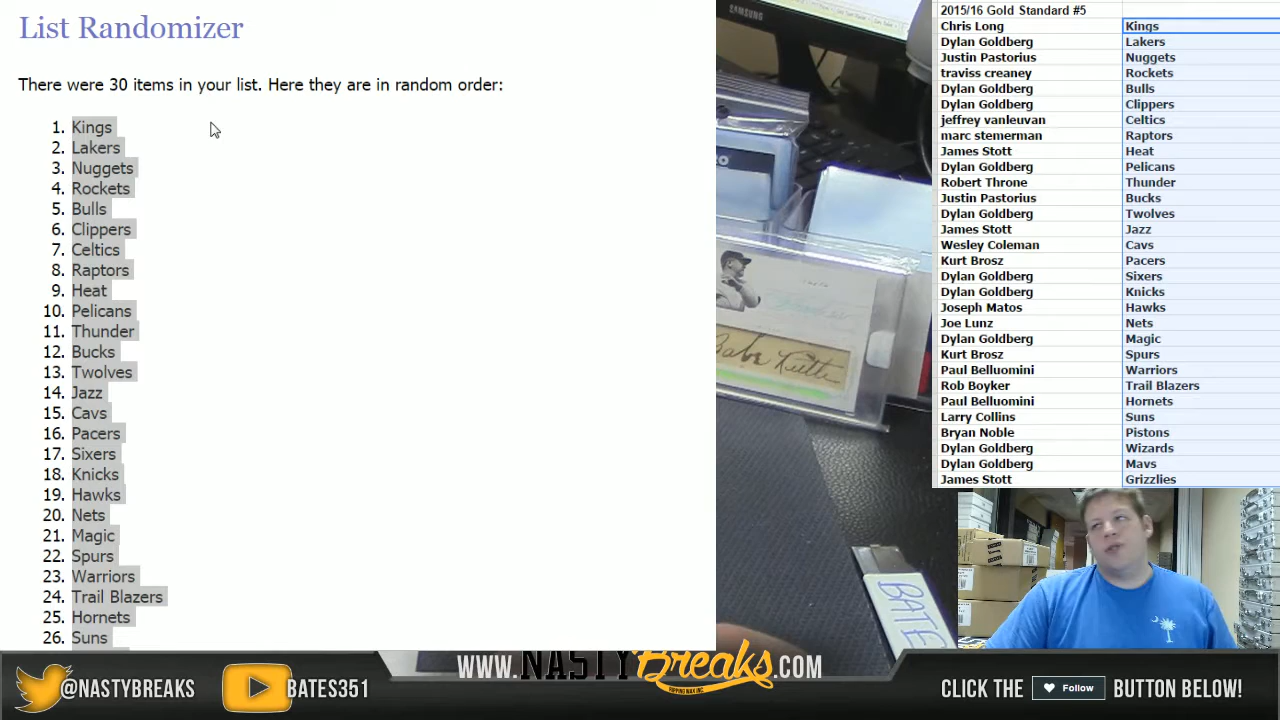 List Randomizer
There were 30 items in your list. Here they are in random order:
1. Kings
2. Lakers
3. Nuggets
4. Rockets
5. Bulls
6. Clippers
7. Celtics
8. Raptors
9. Heat
10. Pelicans
11. Thunder
12. Bucks
13. Twolves
14. Jazz
15. Cavs
16. Pacers
17. Sixers
18. Knicks
19. Hawks
20. Nets
21. Magic
22. Spurs
23. Warriors
24. Trail Blazers
25. Hornets
26. Suns
SAMSUNG
Babe Ruth
BATE
2015/16 Gold Standard #5
Chris Long Kings
Dylan Goldberg Lakers
Justin Pastorius Nuggets
traviss creaney Rockets
Dylan Goldberg Bulls
Dylan Goldberg Clippers
jeffrey vanleuvan Celtics
marc stemerman Raptors
James Stott Heat
Dylan Goldberg Pelicans
Robert Throne Thunder
Justin Pastorius Bucks
Dylan Goldberg Twolves
James Stott Jazz
Wesley Coleman Cavs
Kurt Brosz Pacers
Dylan Goldberg Sixers
Dylan Goldberg Knicks
Joseph Matos Hawks
Joe Lunz Nets
Dylan Goldberg Magic
Kurt Brosz Spurs
Paul Belluomini Warriors
Rob Boyker Trail Blazers
Paul Belluomini Hornets
Larry Collins Suns
Bryan Noble Pistons
Dylan Goldberg Wizards
Dylan Goldberg Mavs
James Stott Grizzlies
@NASTYBREAKS
BATES351
WWW.NASTYBreaks.COM
RIPPING WAX INC
CLICK THE Follow BUTTON BELOW!